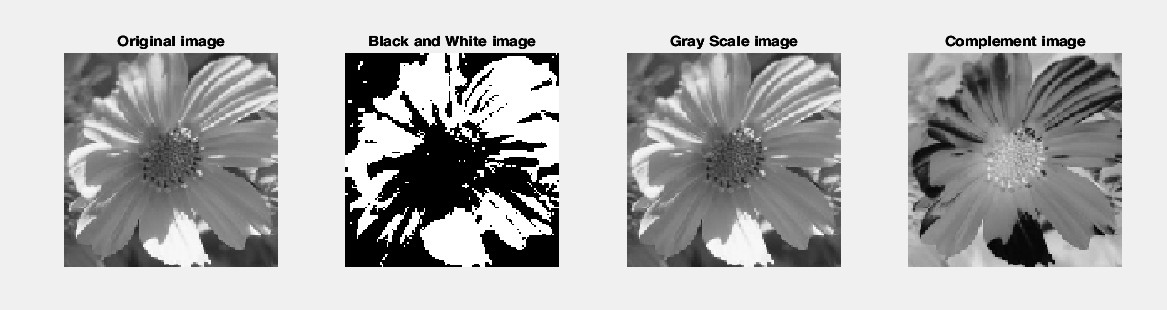 Original image
Black and White image
Gray Scale image
Complement image